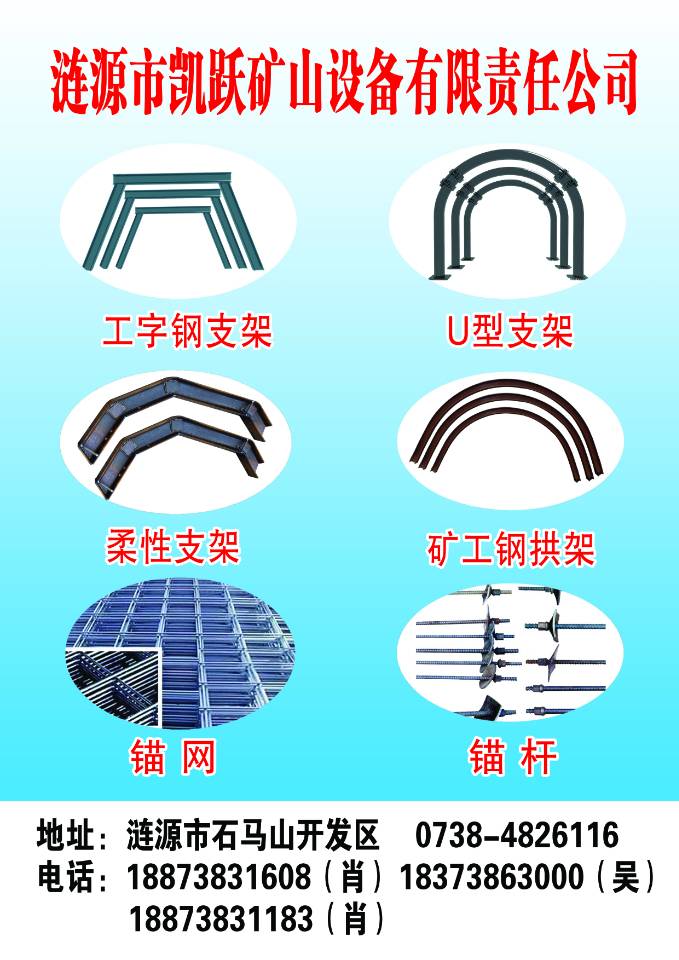 涟源市凯跃矿山设备有限责任公司
工字钢支架
U型支架
柔性支架
矿工钢拱架
锚网
锚杆
地址：涟源市石马山开发区 0738-4826116
电话：18873831608（肖）18373863000（吴）
18873831183（肖）